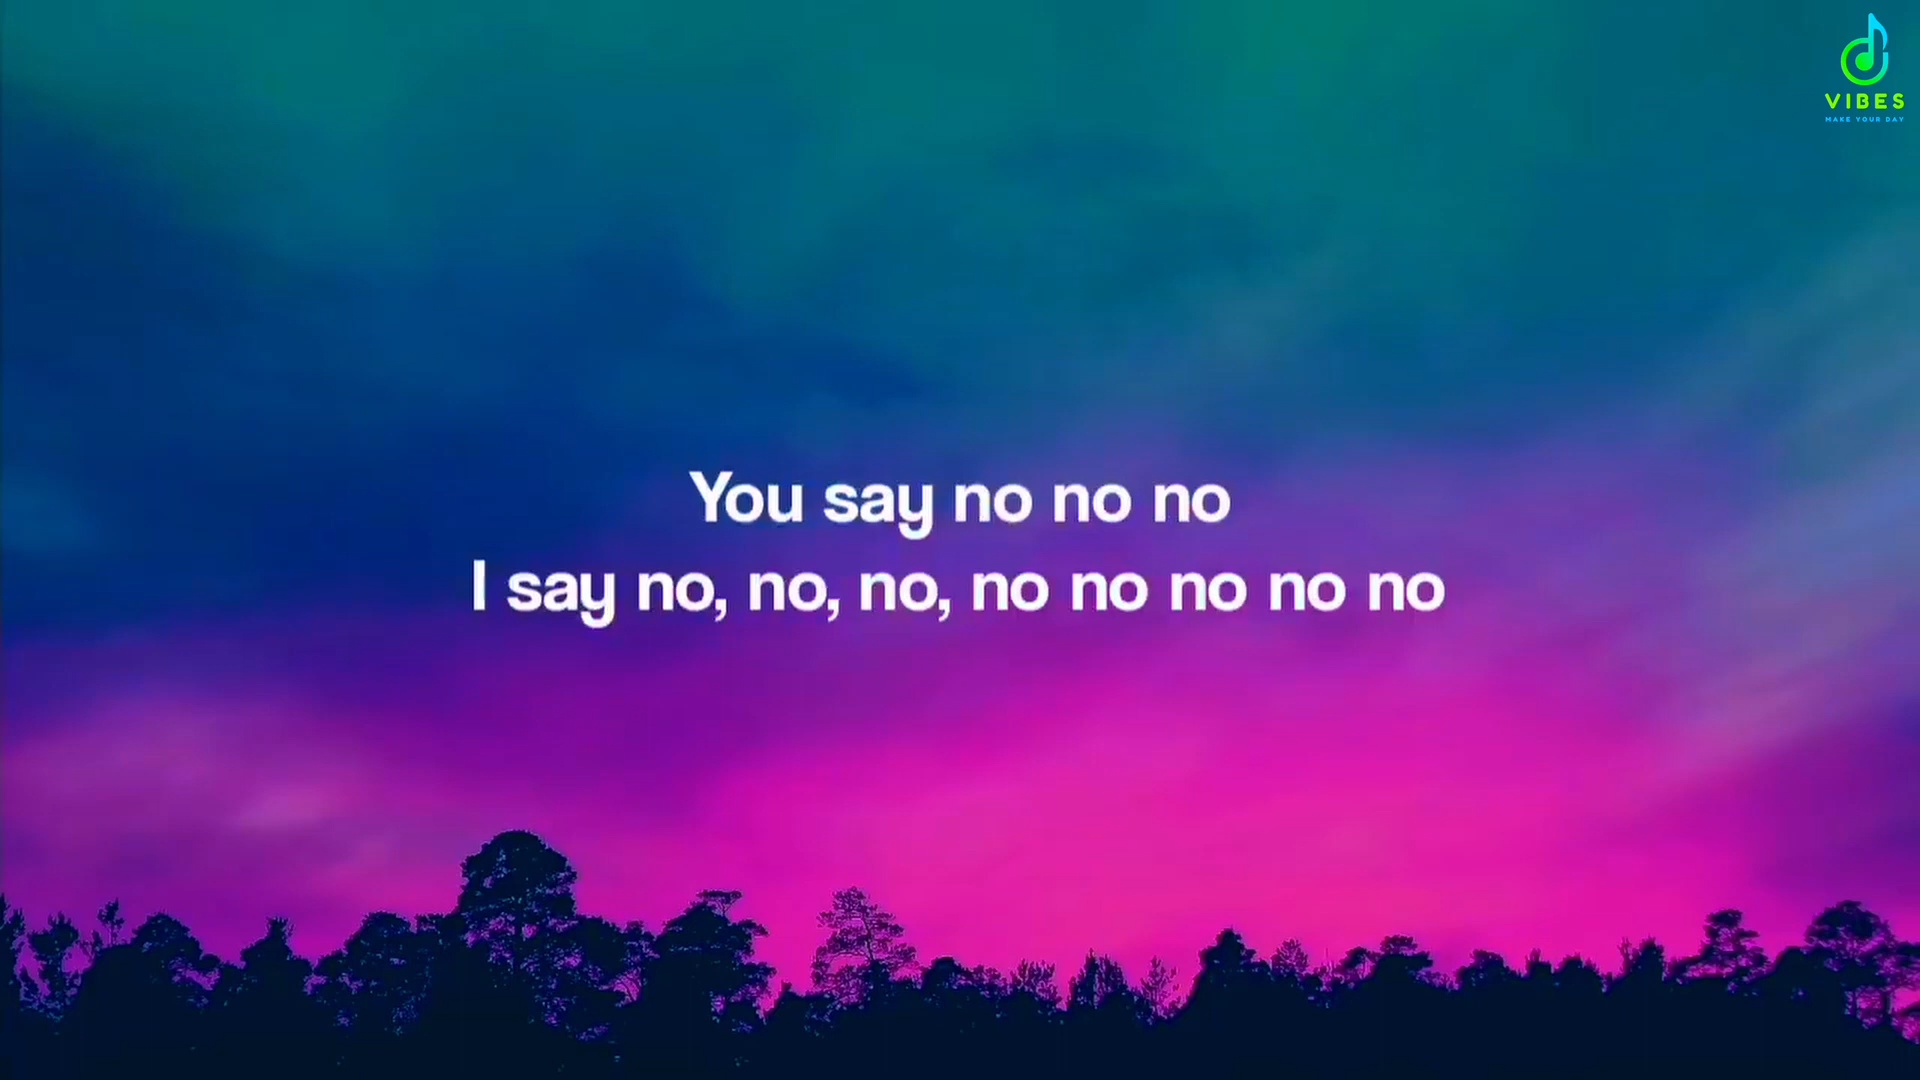 VIBES
MAKE YOUR DAY
You say no no no
I say no, no, no, no no no no no